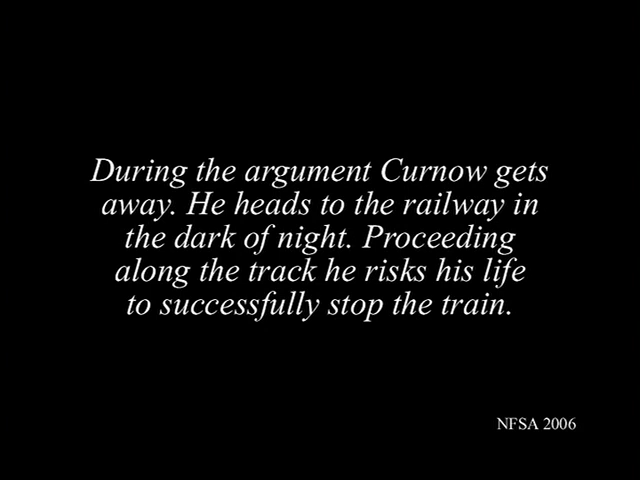 During the argument Curnow gets
away. He heads to the railway in
the dark of night. Proceeding
along the track he risks his life
to successfully stop the train.
NFSA 2006